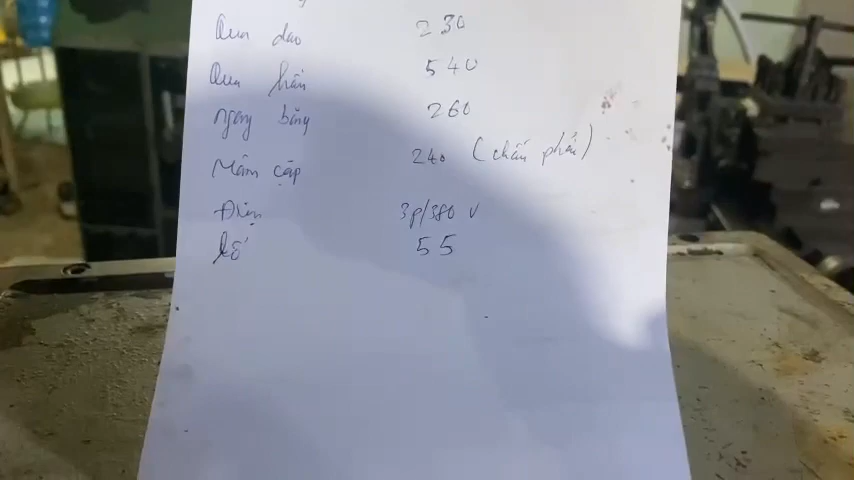 Qua dao 230
Qua hầu 540
Ngang băng 260
Mâm cặp 240 (chấu phải)
Điện 3p/380 V
Lỗ 55